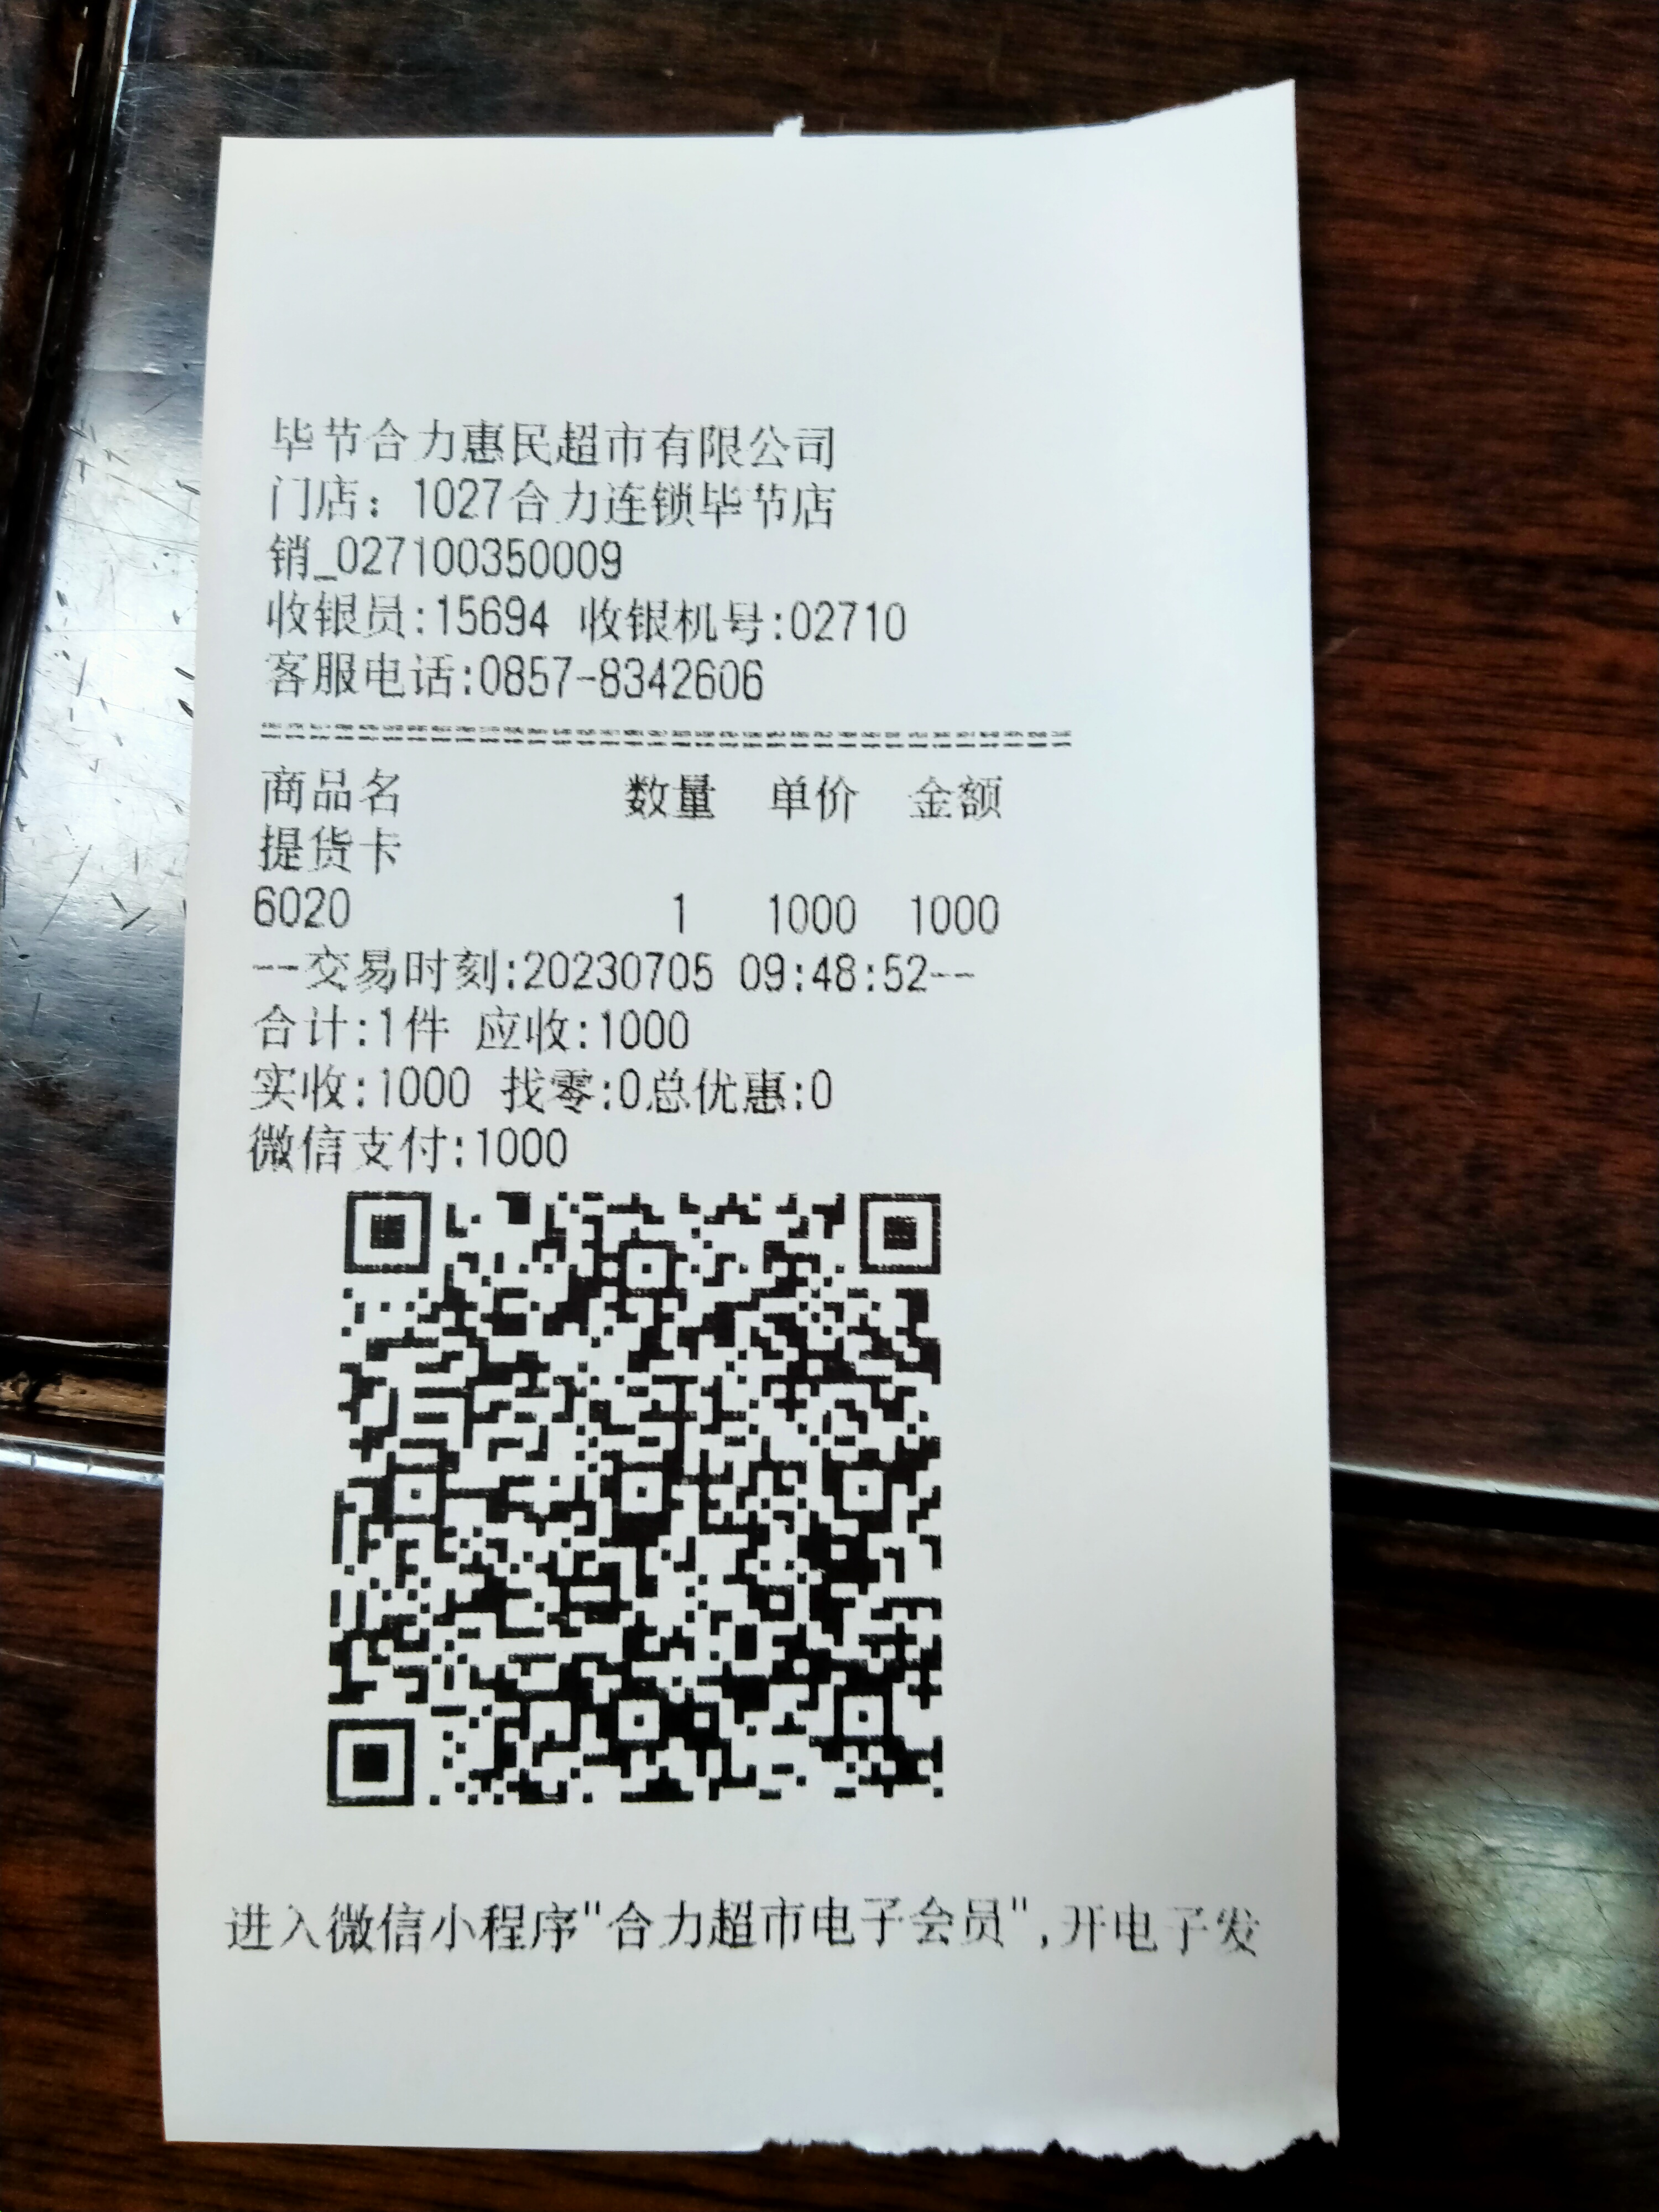 毕节合力惠民超市有限公司
门店：1027合力连锁毕节店
销_027100350009
收银员:15694 收银机号:02710
客服电话:0857-8342606
商品名 数量 单价 金额
提货卡
6020 1 1000 1000
--交易时刻:20230705 09:48:52--
合计:1件 应收:1000
实收:1000 找零:0总优惠:0
微信支付:1000
进入微信小程序"合力超市电子会员",开电子发